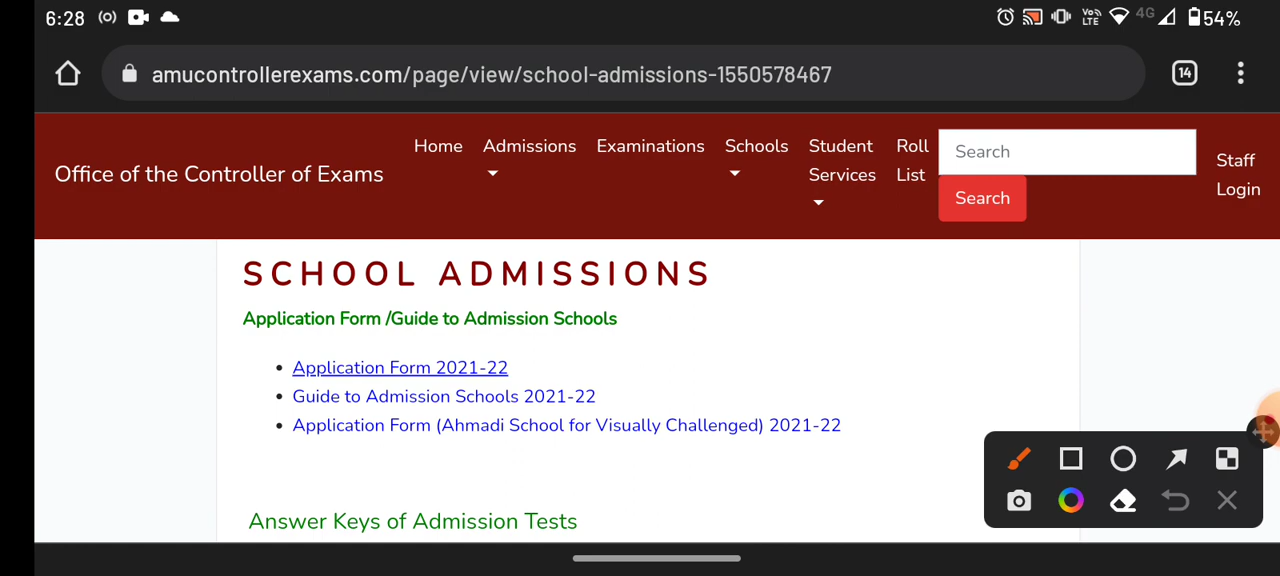 6:28
Vo) LTE
4G
54%
amucontrollerexams.com/page/view/school-admissions-1550578467
14
Office of the Controller of Exams
Home
Admissions
Examinations
Schools
Student Services
Roll List
Search
Search
Staff Login
SCHOOL ADMISSIONS
Application Form /Guide to Admission Schools
Application Form 2021-22
Guide to Admission Schools 2021-22
Application Form (Ahmadi School for Visually Challenged) 2021-22
Answer Keys of Admission Tests